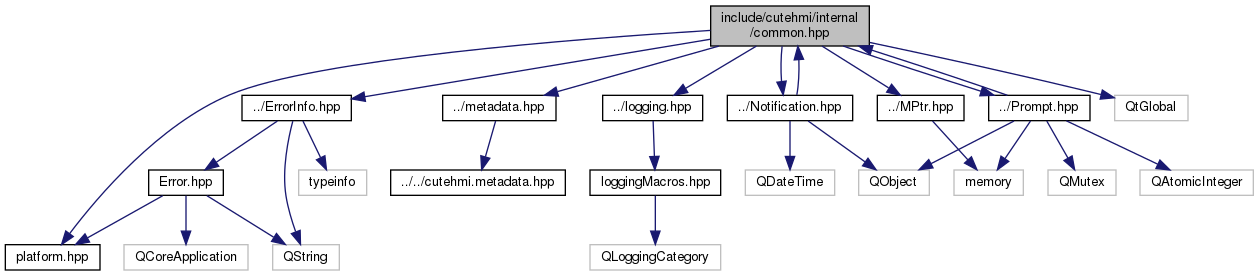 include/cutehmi/internal
/common.hpp
../ErrorInfo.hpp
../metadata.hpp
../logging.hpp
../Notification.hpp
../MPtr.hpp
../Prompt.hpp
QtGlobal
Error.hpp
typeinfo
../../cutehmi.metadata.hpp
loggingMacros.hpp
QDateTime
QObject
memory
QMutex
QAtomicInteger
platform.hpp
QCoreApplication
QString
QLoggingCategory